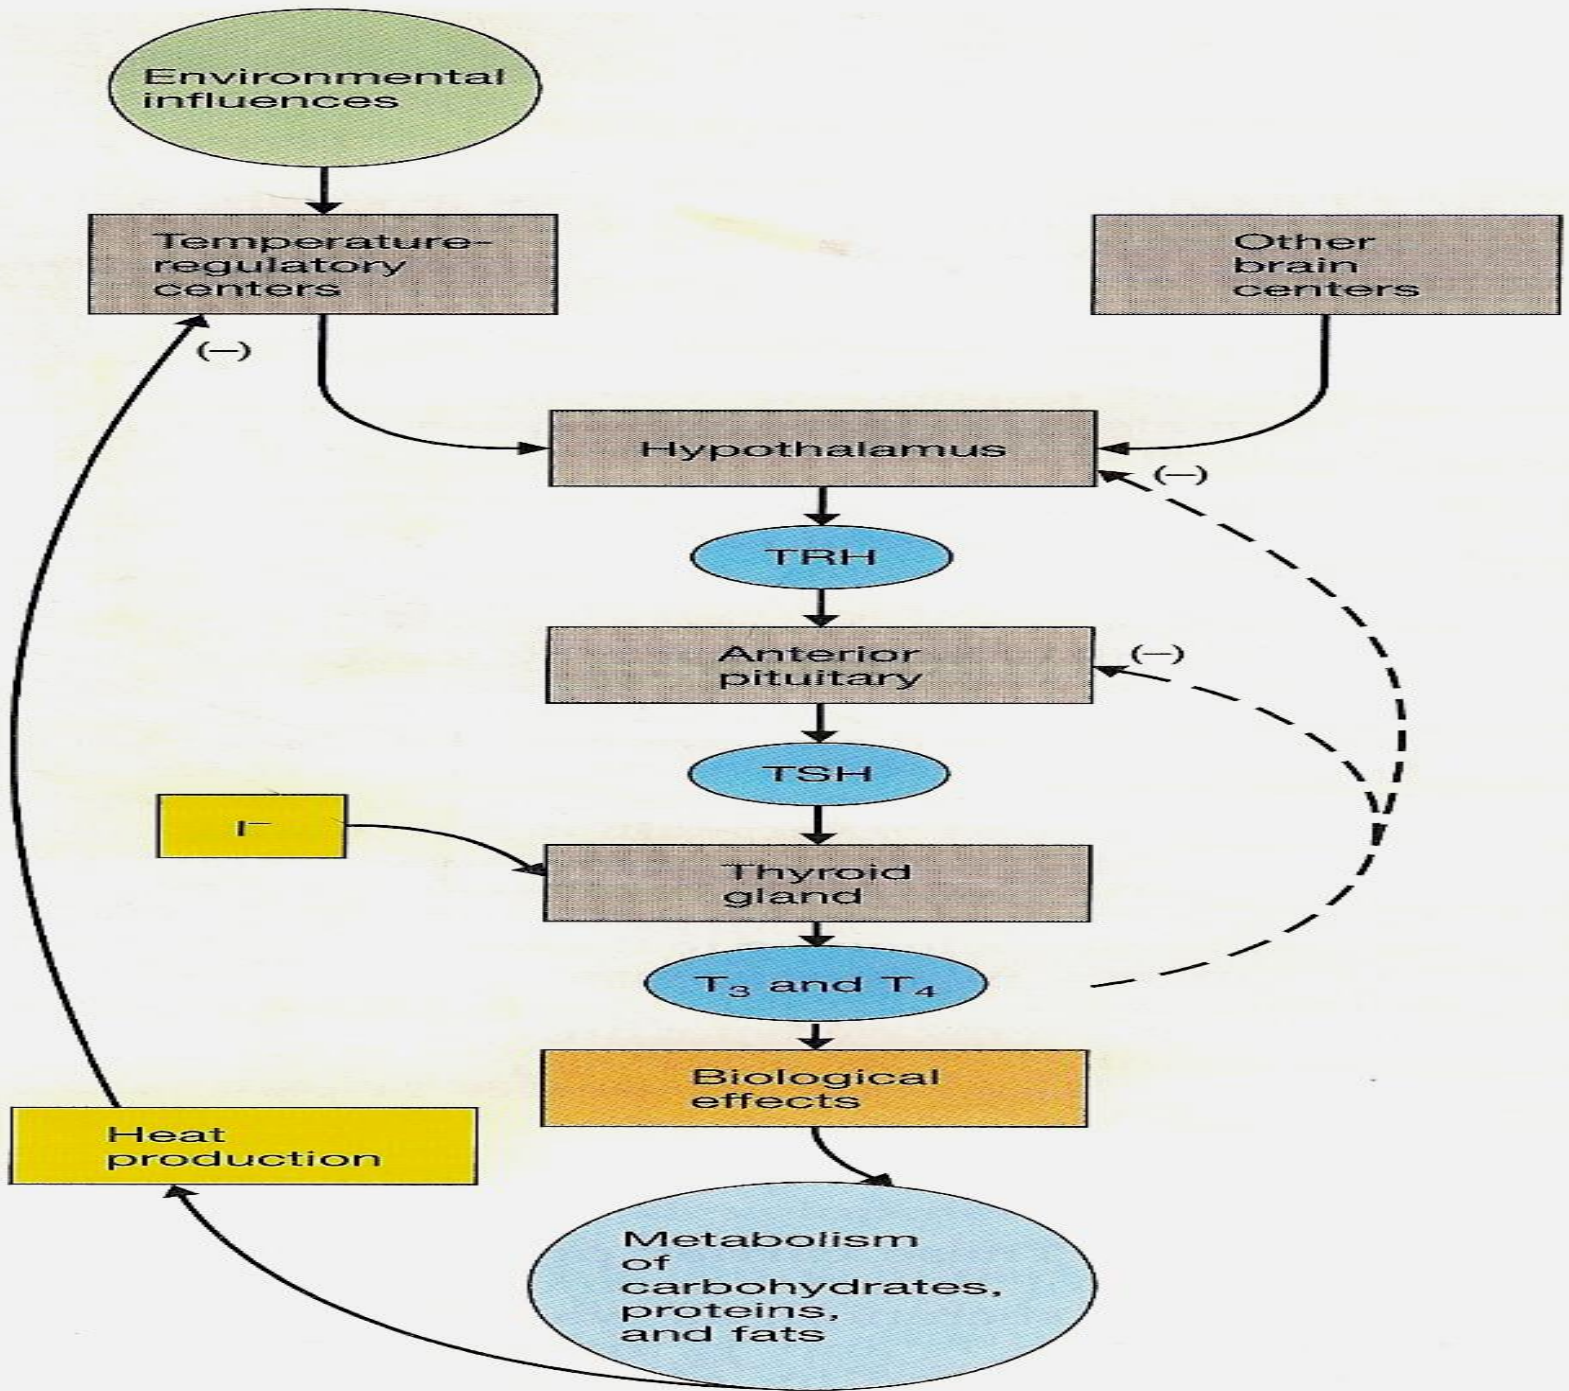 Environmental
influences
Temperature-
regulatory
centers
Other
brain
centers
(−)
Hypothalamus
(−)
TRH
Anterior
pituitary
(−)
TSH
I⁻
Thyroid
gland
T₃ and T₄
Biological
effects
Heat
production
Metabolism
of
carbohydrates,
proteins,
and fats